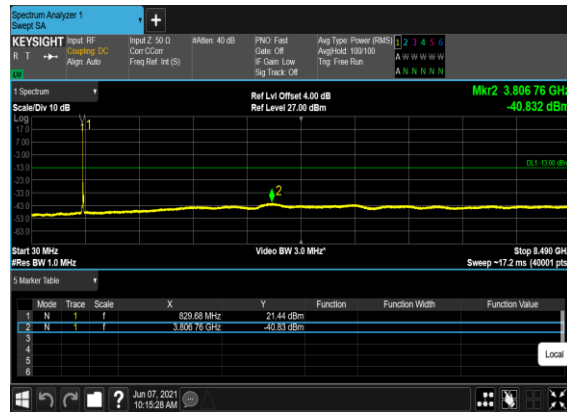 Spectrum Analyzer 1
Swept SA
+
KEYSIGHT Input: RF Input Z: 50 Ω #Atten: 40 dB PNO: Fast Avg Type: Power (RMS) 1 2 3 4 5 6
R T Coupling: DC Corr CCorr Gate: Off Avg|Hold: 100/100 A W W W W W
Align: Auto Freq Ref: Int (S) IF Gain: Low Trig: Free Run
LW Sig Track: Off A N N N N N
1 Spectrum Ref Lvl Offset 4.00 dB Mkr2 3.806 76 GHz
Scale/Div 10 dB Ref Level 27.00 dBm -40.832 dBm
Log
17.0 1
7.00
-3.00
-13.0 DL1 -13.00 dBm
-23.0
-33.0 2
-43.0
-53.0
-63.0
Start 30 MHz Video BW 3.0 MHz* Stop 8.490 GHz
#Res BW 1.0 MHz Sweep ~17.2 ms (40001 pts)
5 Marker Table
Mode Trace Scale X Y Function Function Width Function Value
1 N 1 f 829.68 MHz 21.44 dBm
2 N 1 f 3.806 76 GHz -40.83 dBm
3
4
5
6
Local
? Jun 07, 2021
10:15:28 AM